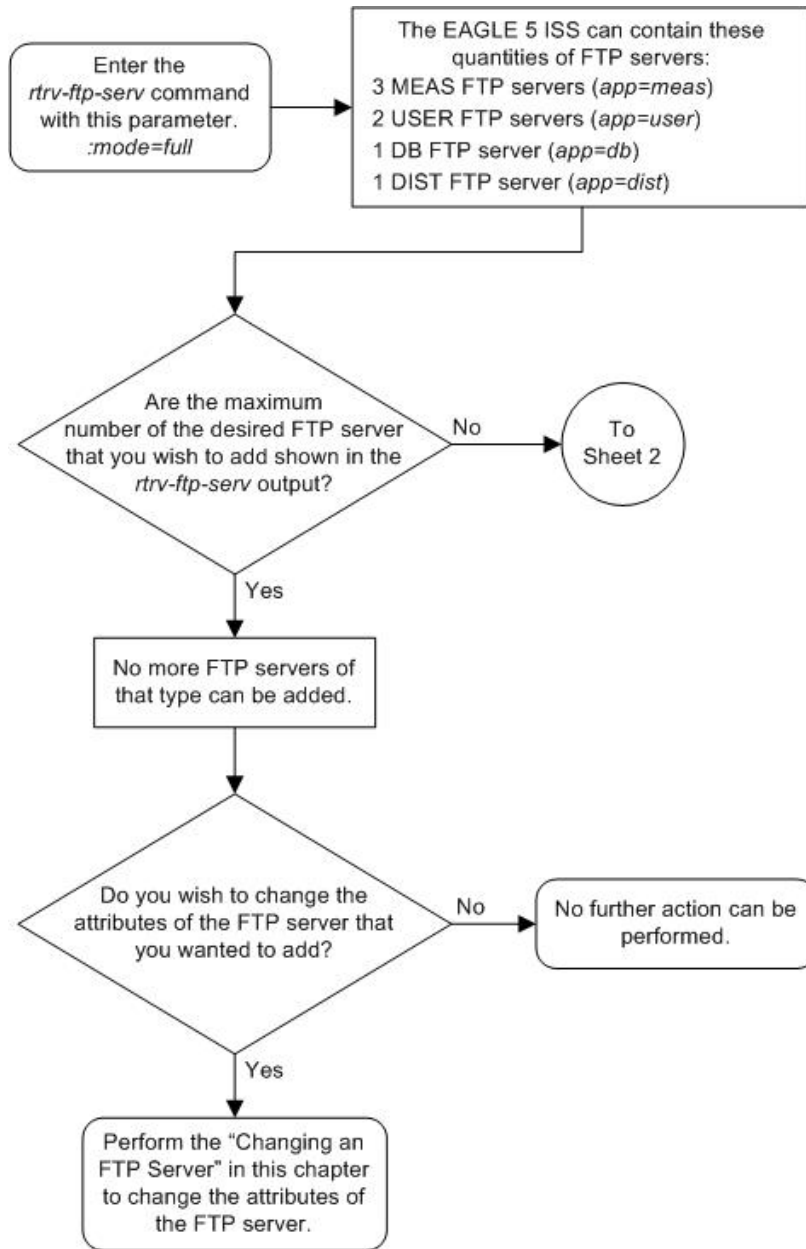 Enter the
rtrv-ftp-serv command
with this parameter.
:mode=full
The EAGLE 5 ISS can contain these
quantities of FTP servers:
3 MEAS FTP servers (app=meas)
2 USER FTP servers (app=user)
1 DB FTP server (app=db)
1 DIST FTP server (app=dist)
Are the maximum
number of the desired FTP server
that you wish to add shown in the
rtrv-ftp-serv output?
No
To
Sheet 2
Yes
No more FTP servers of
that type can be added.
Do you wish to change the
attributes of the FTP server that
you wanted to add?
No
No further action can be
performed.
Yes
Perform the “Changing an
FTP Server” in this chapter
to change the attributes of
the FTP server.